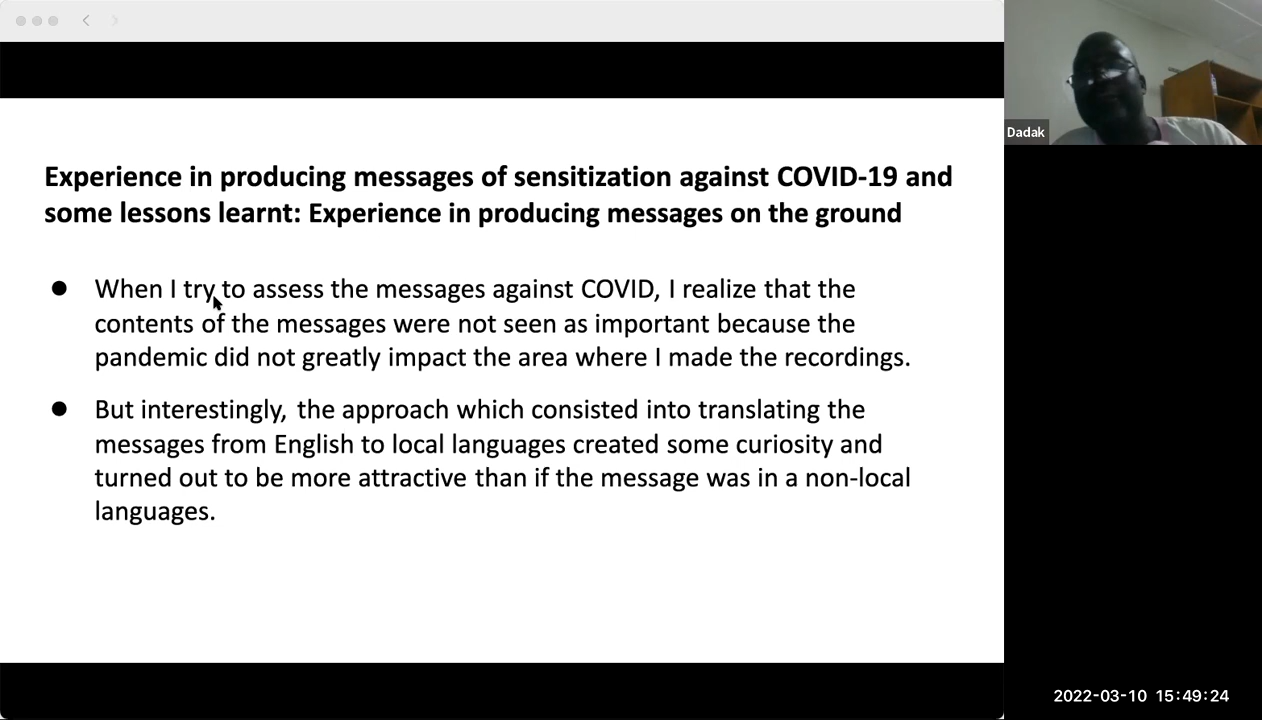 Experience in producing messages of sensitization against COVID-19 and
some lessons learnt: Experience in producing messages on the ground
● When I try to assess the messages against COVID, I realize that the
contents of the messages were not seen as important because the
pandemic did not greatly impact the area where I made the recordings.
● But interestingly, the approach which consisted into translating the
messages from English to local languages created some curiosity and
turned out to be more attractive than if the message was in a non-local
languages.
Dadak
2022-03-10 15:49:24